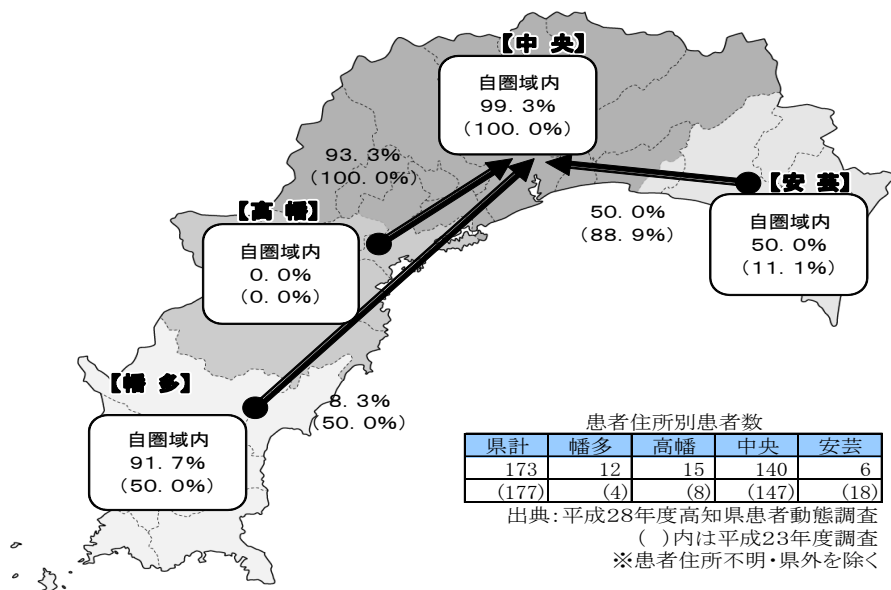 【中 央】
自圏域内
99. 3%
(100. 0%)
93. 3%
(100. 0%)
【高 幡】
自圏域内
0. 0%
(0. 0%)
【安 芸】
50. 0%
(88. 9%)
自圏域内
50. 0%
(11. 1%)
【幡 多】
8. 3%
(50. 0%)
自圏域内
91. 7%
(50. 0%)
患者住所別患者数
県計 幡多 高幡 中央 安芸
173 12 15 140 6
(177) (4) (8) (147) (18)
出典:平成28年度高知県患者動態調査
( )内は平成23年度調査
※患者住所不明・県外を除く